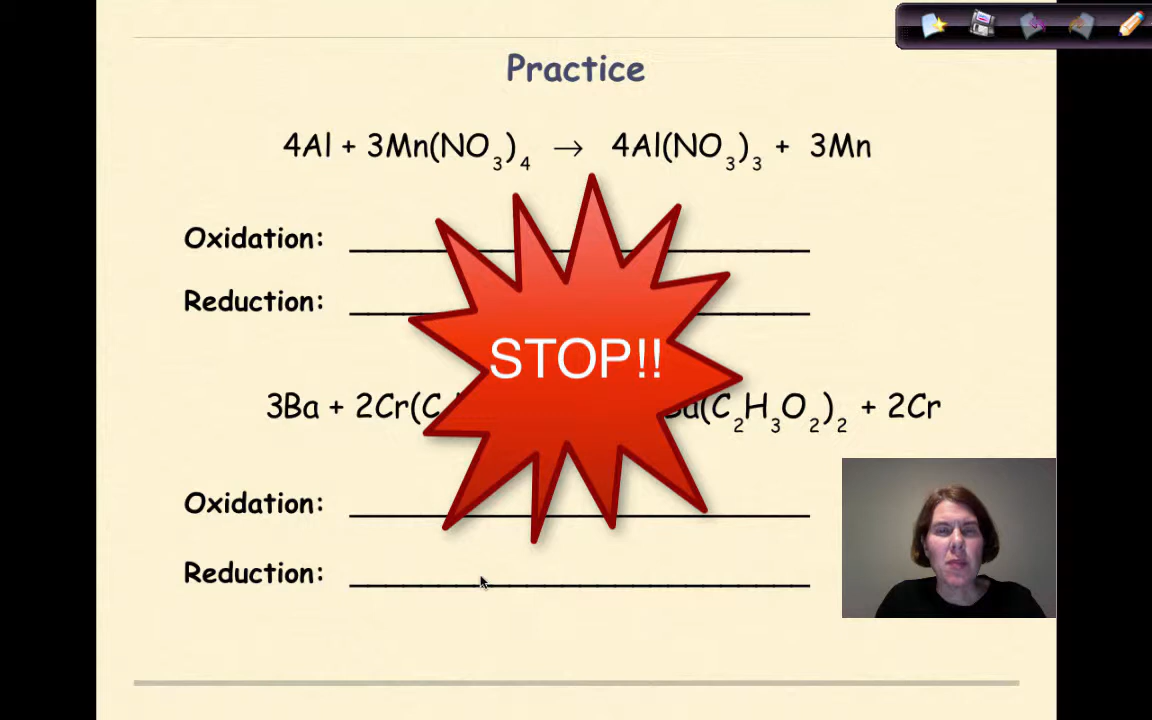 Practice
4Al + 3Mn(NO₃)₄ → 4Al(NO₃)₃ + 3Mn
Oxidation:
Reduction:
STOP!!
3Ba + 2Cr(C (C₂H₃O₂)₂ + 2Cr
Oxidation:
Reduction: